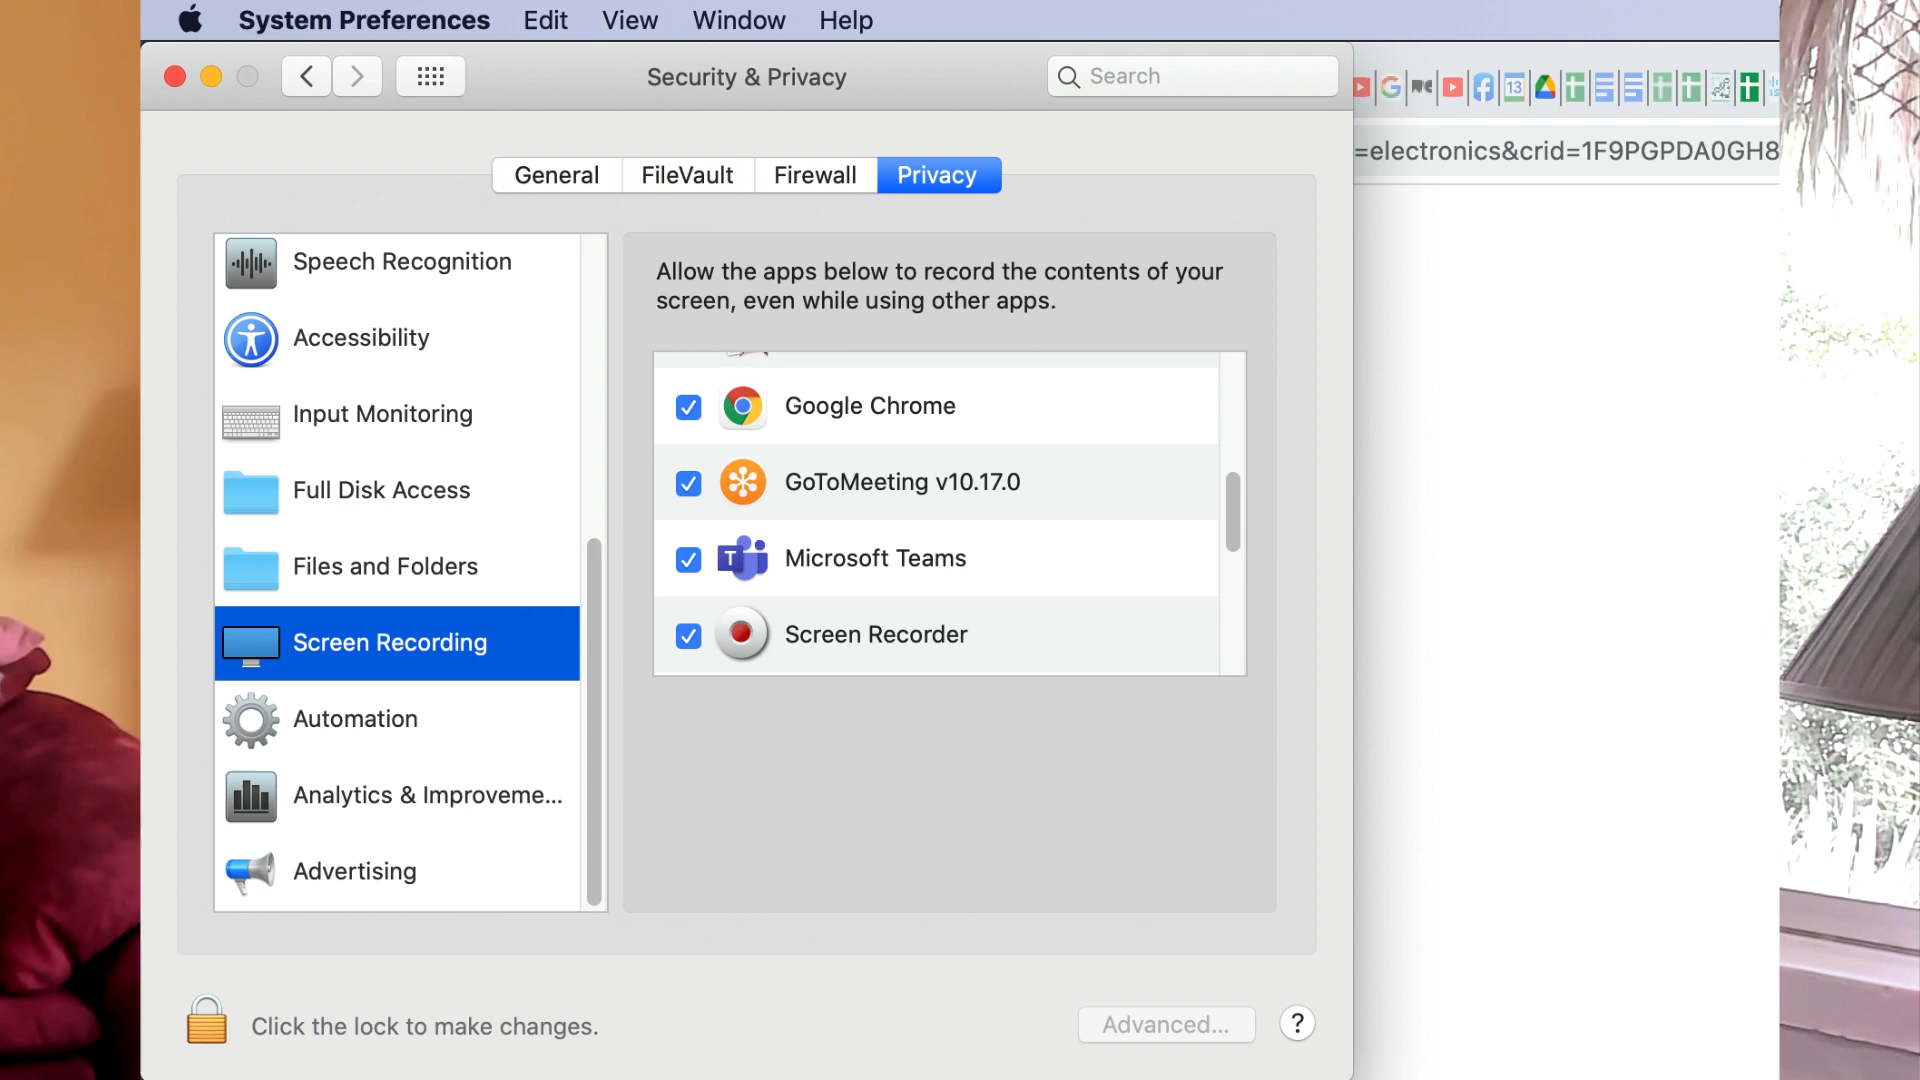 System Preferences Edit View Window Help
Security & Privacy
Search
13
=electronics&crid=1F9PGPDA0GH8
General FileVault Firewall Privacy
Speech Recognition
Accessibility
Input Monitoring
Full Disk Access
Files and Folders
Screen Recording
Automation
Analytics & Improveme...
Advertising
Allow the apps below to record the contents of your
screen, even while using other apps.
Google Chrome
GoToMeeting v10.17.0
T
Microsoft Teams
Screen Recorder
Click the lock to make changes.
Advanced...
?